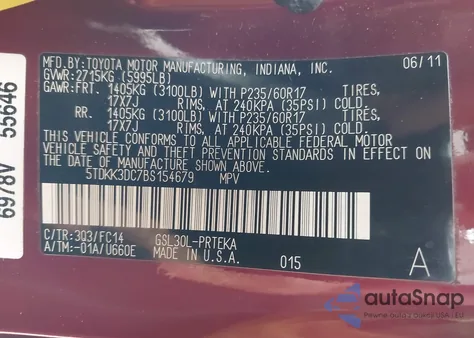 MFD. BY: TOYOTA MOTOR MANUFACTURING, INDIANA, INC. 06/11
GVWR: 2715KG (5995LB)
GAWR: FRT. 1405KG (3100LB) WITH P235/60R17 TIRES,
17X7J RIMS, AT 240KPA (35PSI) COLD.
RR. 1405KG (3100LB) WITH P235/60R17 TIRES,
17X7J RIMS, AT 240KPA (35PSI) COLD.
THIS VEHICLE CONFORMS TO ALL APPLICABLE FEDERAL MOTOR
VEHICLE SAFETY AND THEFT PREVENTION STANDARDS IN EFFECT
ON THE DATE OF MANUFACTURE SHOWN ABOVE.
5TDKK3DC7BS154679 MPV
C/TR: 303/FC14 GSL30L-PRTEKA
A/TM: -01A/U660E MADE IN U.S.A. 015 A
6978V 55646
autoSnap